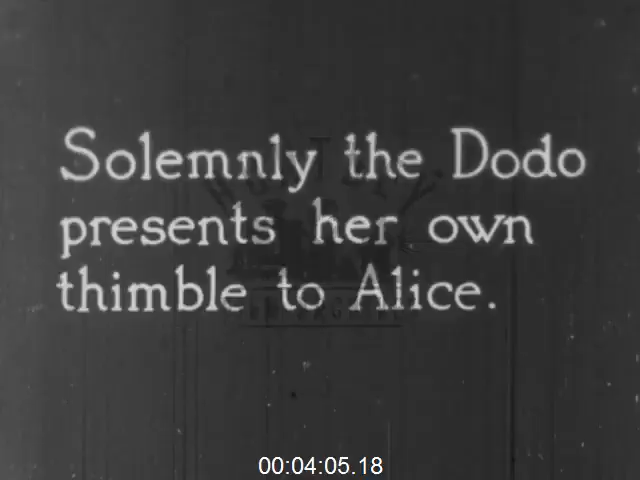 Solemnly the Dodo
presents her own
thimble to Alice.
00:04:05.18